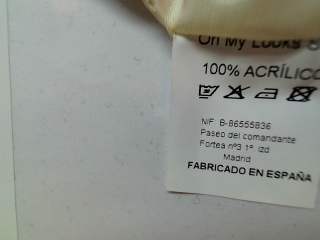 Oh My Looks
100% ACRÍLICO
NIF B-86555836
Paseo del comandante
Fortea nº3 1º izd
Madrid
FABRICADO EN ESPAÑA